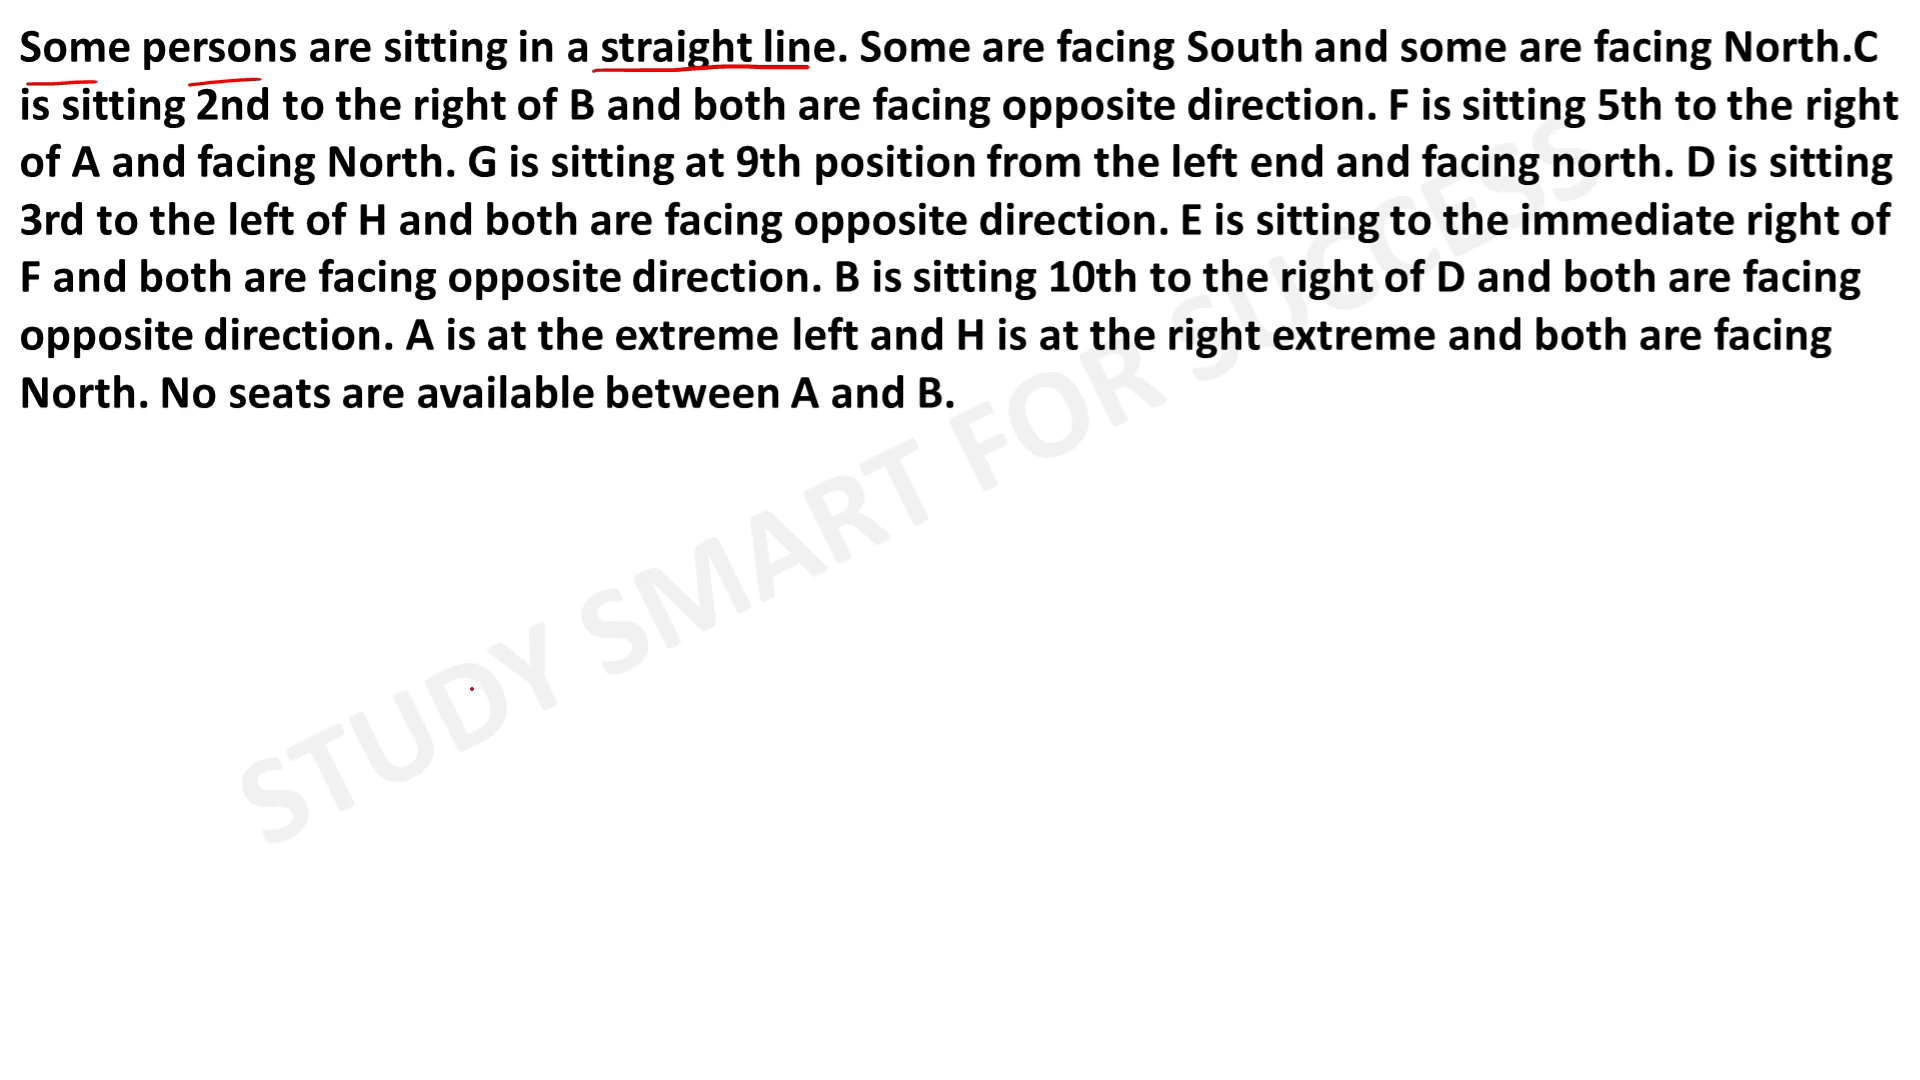 Some persons are sitting in a straight line. Some are facing South and some are facing North.C
is sitting 2nd to the right of B and both are facing opposite direction. F is sitting 5th to the right
of A and facing North. G is sitting at 9th position from the left end and facing north. D is sitting
3rd to the left of H and both are facing opposite direction. E is sitting to the immediate right of
F and both are facing opposite direction. B is sitting 10th to the right of D and both are facing
opposite direction. A is at the extreme left and H is at the right extreme and both are facing
North. No seats are available between A and B.
STUDY SMART FOR SUCCESS